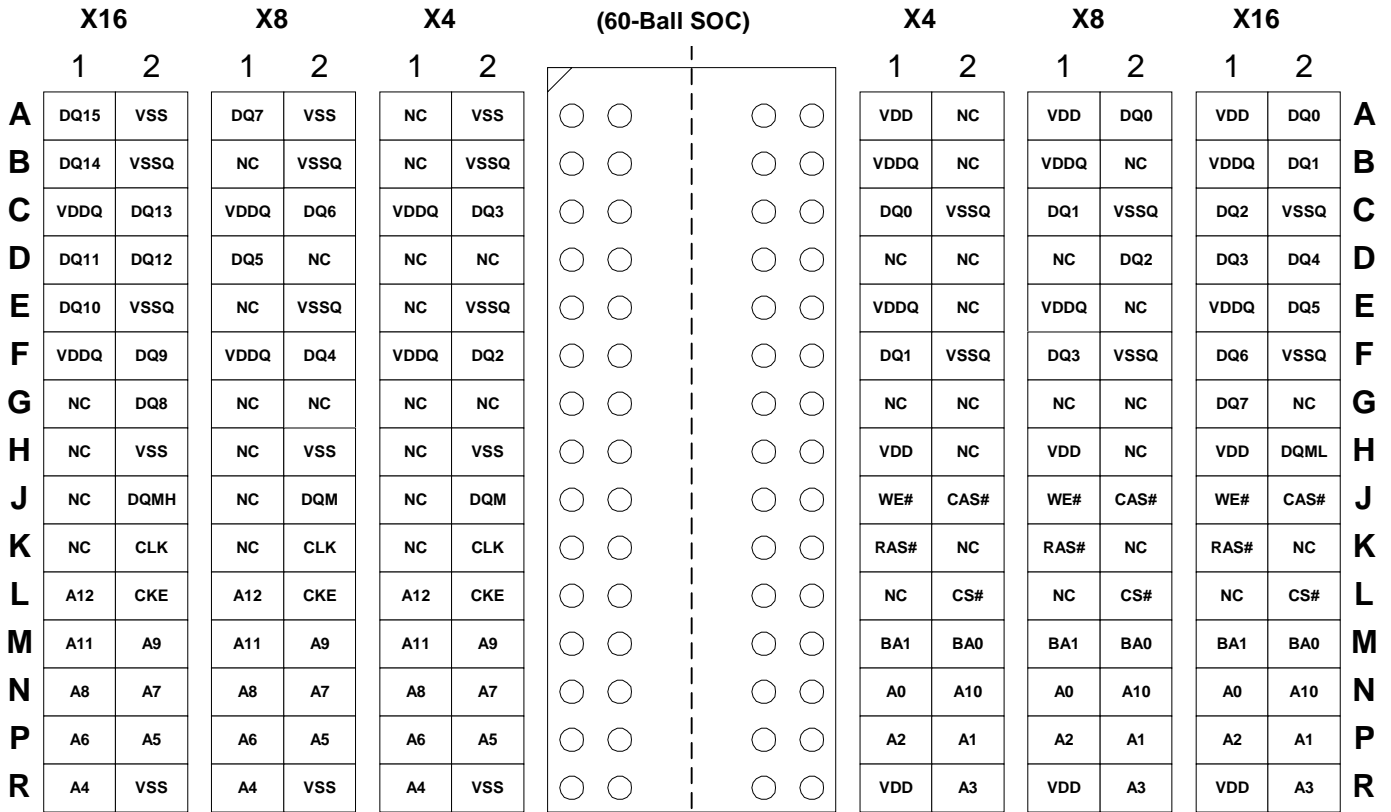 X16 X8 X4 (60-Ball SOC) X4 X8 X16
1 2 1 2 1 2 1 2 1 2 1 2
A DQ15 VSS DQ7 VSS NC VSS VDD NC VDD DQ0 VDD DQ0 A
B DQ14 VSSQ NC VSSQ NC VSSQ VDDQ NC VDDQ NC VDDQ DQ1 B
C VDDQ DQ13 VDDQ DQ6 VDDQ DQ3 DQ0 VSSQ DQ1 VSSQ DQ2 VSSQ C
D DQ11 DQ12 DQ5 NC NC NC NC NC NC DQ2 DQ3 DQ4 D
E DQ10 VSSQ NC VSSQ NC VSSQ VDDQ NC VDDQ NC VDDQ DQ5 E
F VDDQ DQ9 VDDQ DQ4 VDDQ DQ2 DQ1 VSSQ DQ3 VSSQ DQ6 VSSQ F
G NC DQ8 NC NC NC NC NC NC NC NC DQ7 NC G
H NC VSS NC VSS NC VSS VDD NC VDD NC VDD DQML H
J NC DQMH NC DQM NC DQM WE# CAS# WE# CAS# WE# CAS# J
K NC CLK NC CLK NC CLK RAS# NC RAS# NC RAS# NC K
L A12 CKE A12 CKE A12 CKE NC CS# NC CS# NC CS# L
M A11 A9 A11 A9 A11 A9 BA1 BA0 BA1 BA0 BA1 BA0 M
N A8 A7 A8 A7 A8 A7 A0 A10 A0 A10 A0 A10 N
P A6 A5 A6 A5 A6 A5 A2 A1 A2 A1 A2 A1 P
R A4 VSS A4 VSS A4 VSS VDD A3 VDD A3 VDD A3 R